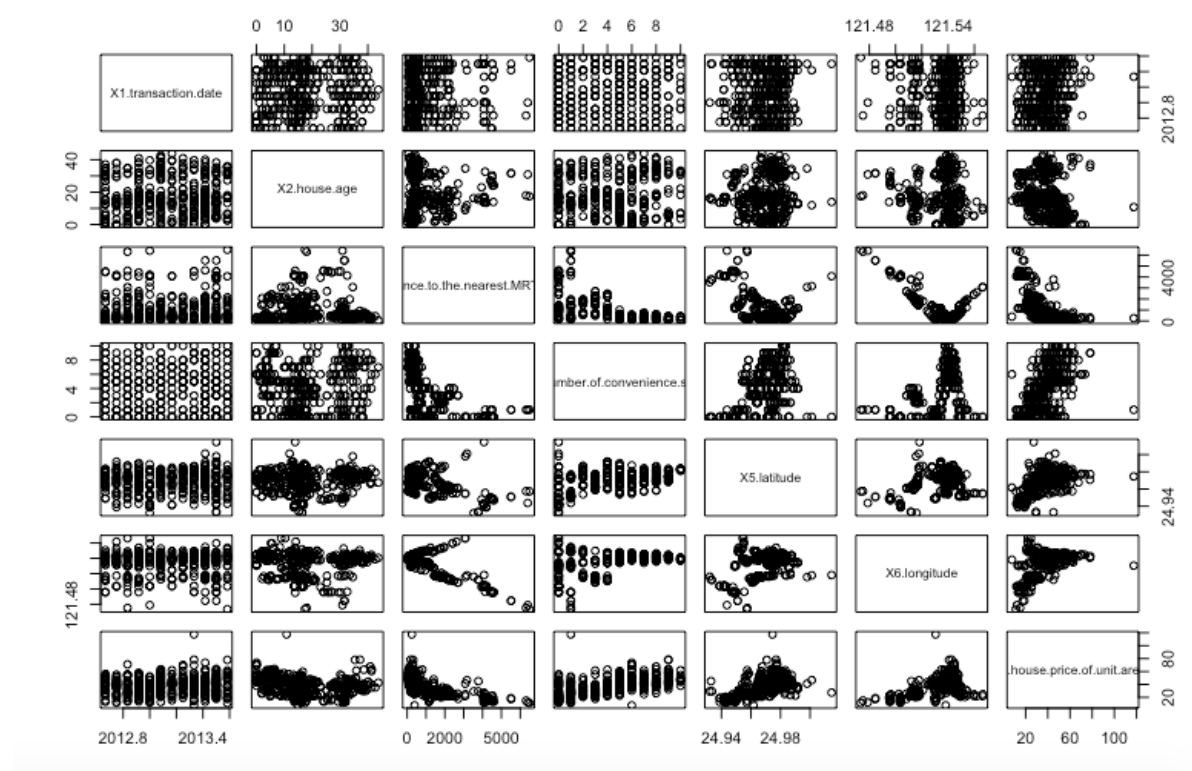 0 10 30 0 2 4 6 8 121.48 121.54
X1.transaction.date 2012.8
0 20 40 X2.house.age
nce.to.the.nearest.MRT 0 4000
0 4 8 umber.of.convenience.s
X5.latitude 24.94
121.48 X6.longitude
.house.price.of.unit.are 20 80
2012.8 2013.4 0 2000 5000 24.94 24.98 20 60 100